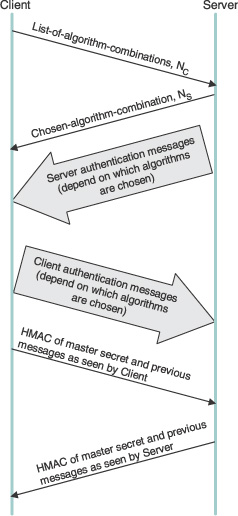 Client
Server
List-of-algorithm-combinations, NC
Chosen-algorithm-combination, NS
Server authentication messages
(depend on which algorithms
are chosen)
Client authentication messages
(depend on which algorithms
are chosen)
HMAC of master secret and previous
messages as seen by Client
HMAC of master secret and previous
messages as seen by Server